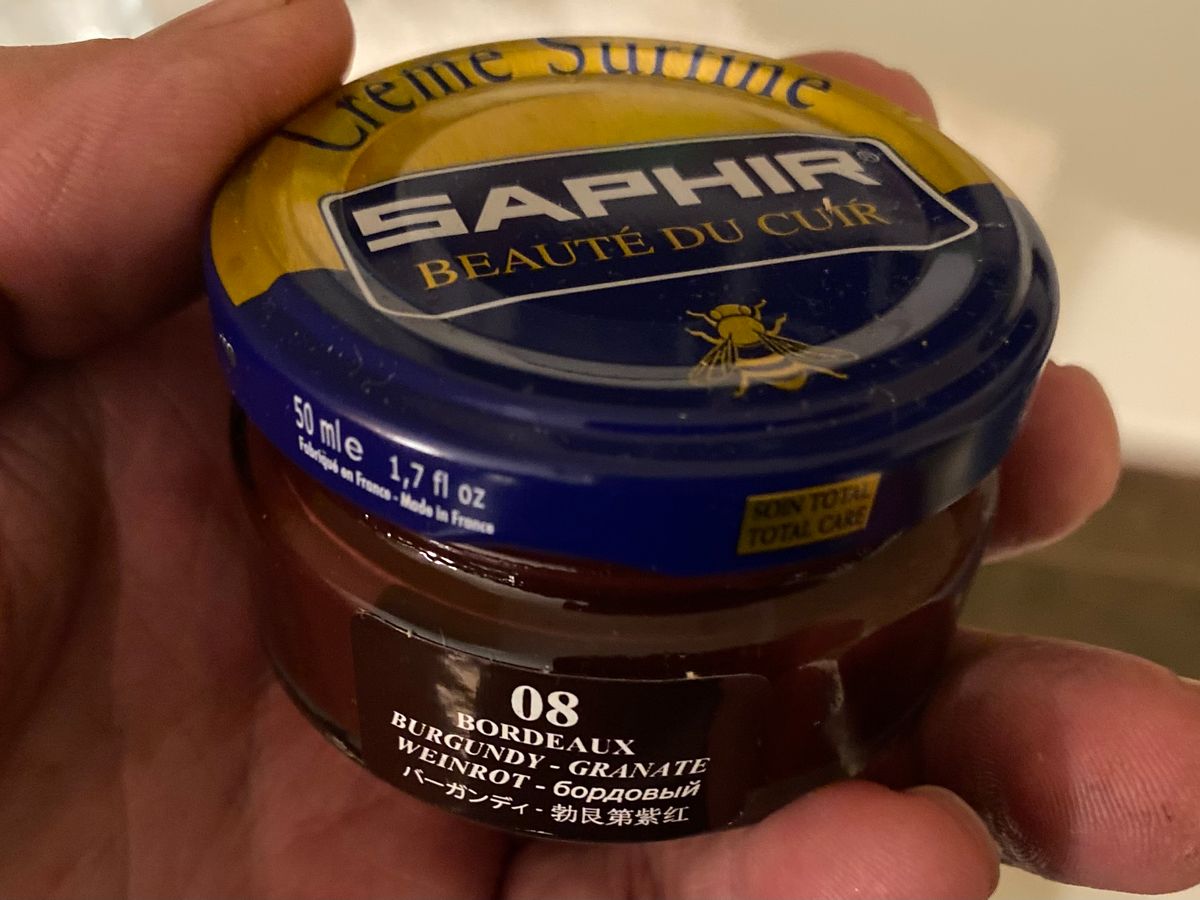 Crème Surfine
SAPHIR®
BEAUTÉ DU CUIR
50 ml e 1,7 fl oz
Fabriqué en France - Made in France
SOIN TOTAL
TOTAL CARE
08
BORDEAUX
BURGUNDY - GRANATE
WEINROT - бордовый
バーガンディ - 勃艮第紫红